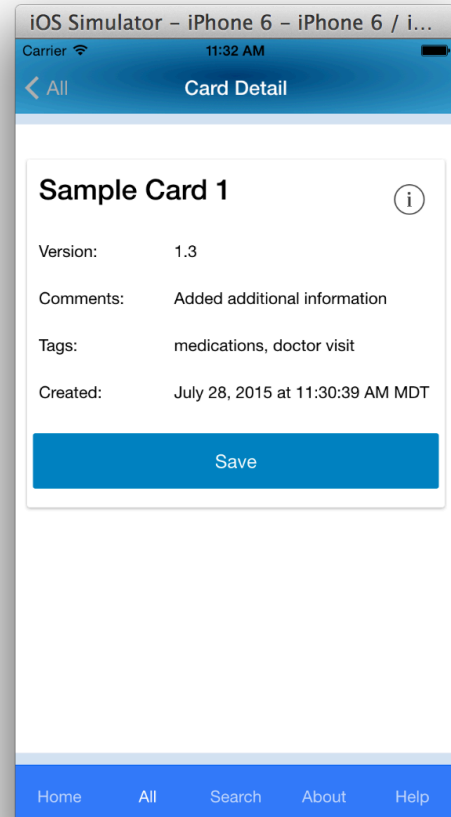 iOS Simulator – iPhone 6 – iPhone 6 / i...
Carrier 11:32 AM
All Card Detail
Sample Card 1
i
Version: 1.3
Comments: Added additional information
Tags: medications, doctor visit
Created: July 28, 2015 at 11:30:39 AM MDT
Save
Home All Search About Help